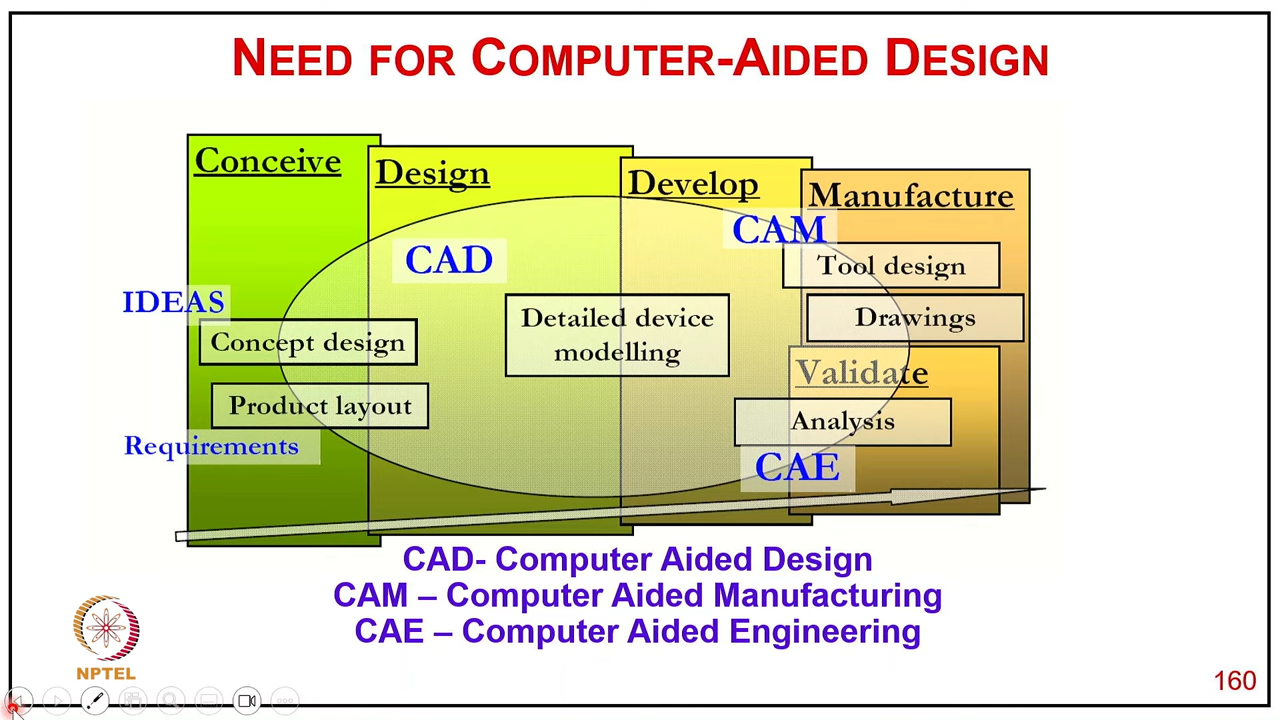 NEED FOR COMPUTER-AIDED DESIGN
Conceive
Design
Develop
Manufacture
CAM
CAD
Tool design
IDEAS
Detailed device
modelling
Drawings
Concept design
Validate
Product layout
Analysis
Requirements
CAE
CAD- Computer Aided Design
CAM – Computer Aided Manufacturing
CAE – Computer Aided Engineering
NPTEL
160